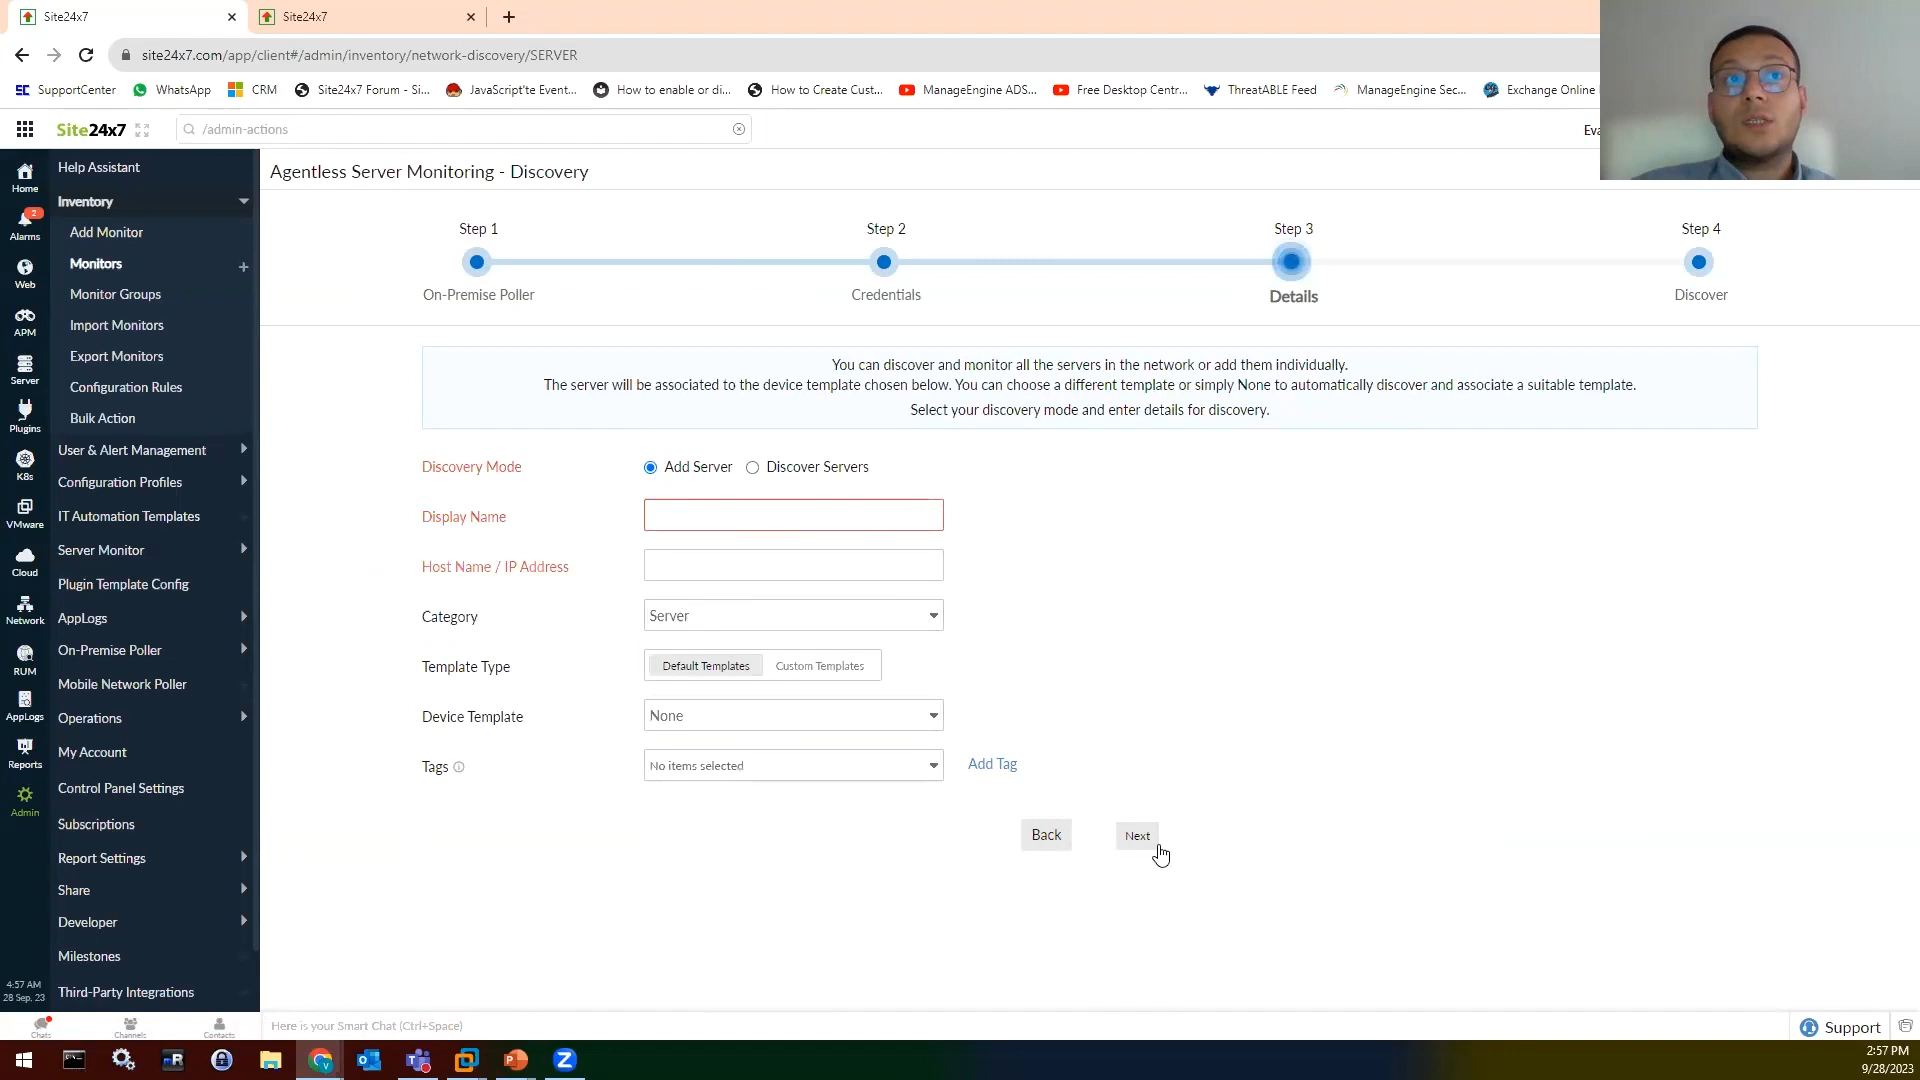 Site24x7
Site24x7
site24x7.com/app/client#/admin/inventory/network-discovery/SERVER
SC SupportCenter
WhatsApp
CRM
Site24x7 Forum - Si...
JavaScript'te Event...
How to enable or di...
How to Create Cust...
ManageEngine ADS...
Free Desktop Centr...
ThreatABLE Feed
ManageEngine Sec...
Exchange Online
Site24x7
/admin-actions
Eva
Home
2
Alarms
Web
APM
Server
Plugins
K8s
VMware
Cloud
Network
RUM
AppLogs
Reports
Admin
4:57 AM
28 Sep, 23
Help Assistant
Inventory
Add Monitor
Monitors
Monitor Groups
Import Monitors
Export Monitors
Configuration Rules
Bulk Action
User & Alert Management
Configuration Profiles
IT Automation Templates
Server Monitor
Plugin Template Config
AppLogs
On-Premise Poller
Mobile Network Poller
Operations
My Account
Control Panel Settings
Subscriptions
Report Settings
Share
Developer
Milestones
Third-Party Integrations
Agentless Server Monitoring - Discovery
Step 1
Step 2
Step 3
Step 4
On-Premise Poller
Credentials
Details
Discover
You can discover and monitor all the servers in the network or add them individually.
The server will be associated to the device template chosen below. You can choose a different template or simply None to automatically discover and associate a suitable template.
Select your discovery mode and enter details for discovery.
Discovery Mode
Add Server
Discover Servers
Display Name
Host Name / IP Address
Category
Server
Template Type
Default Templates
Custom Templates
Device Template
None
Tags
No items selected
Add Tag
Back
Next
Chats
Channels
Contacts
Here is your Smart Chat (Ctrl+Space)
Support
2:57 PM
9/28/2023